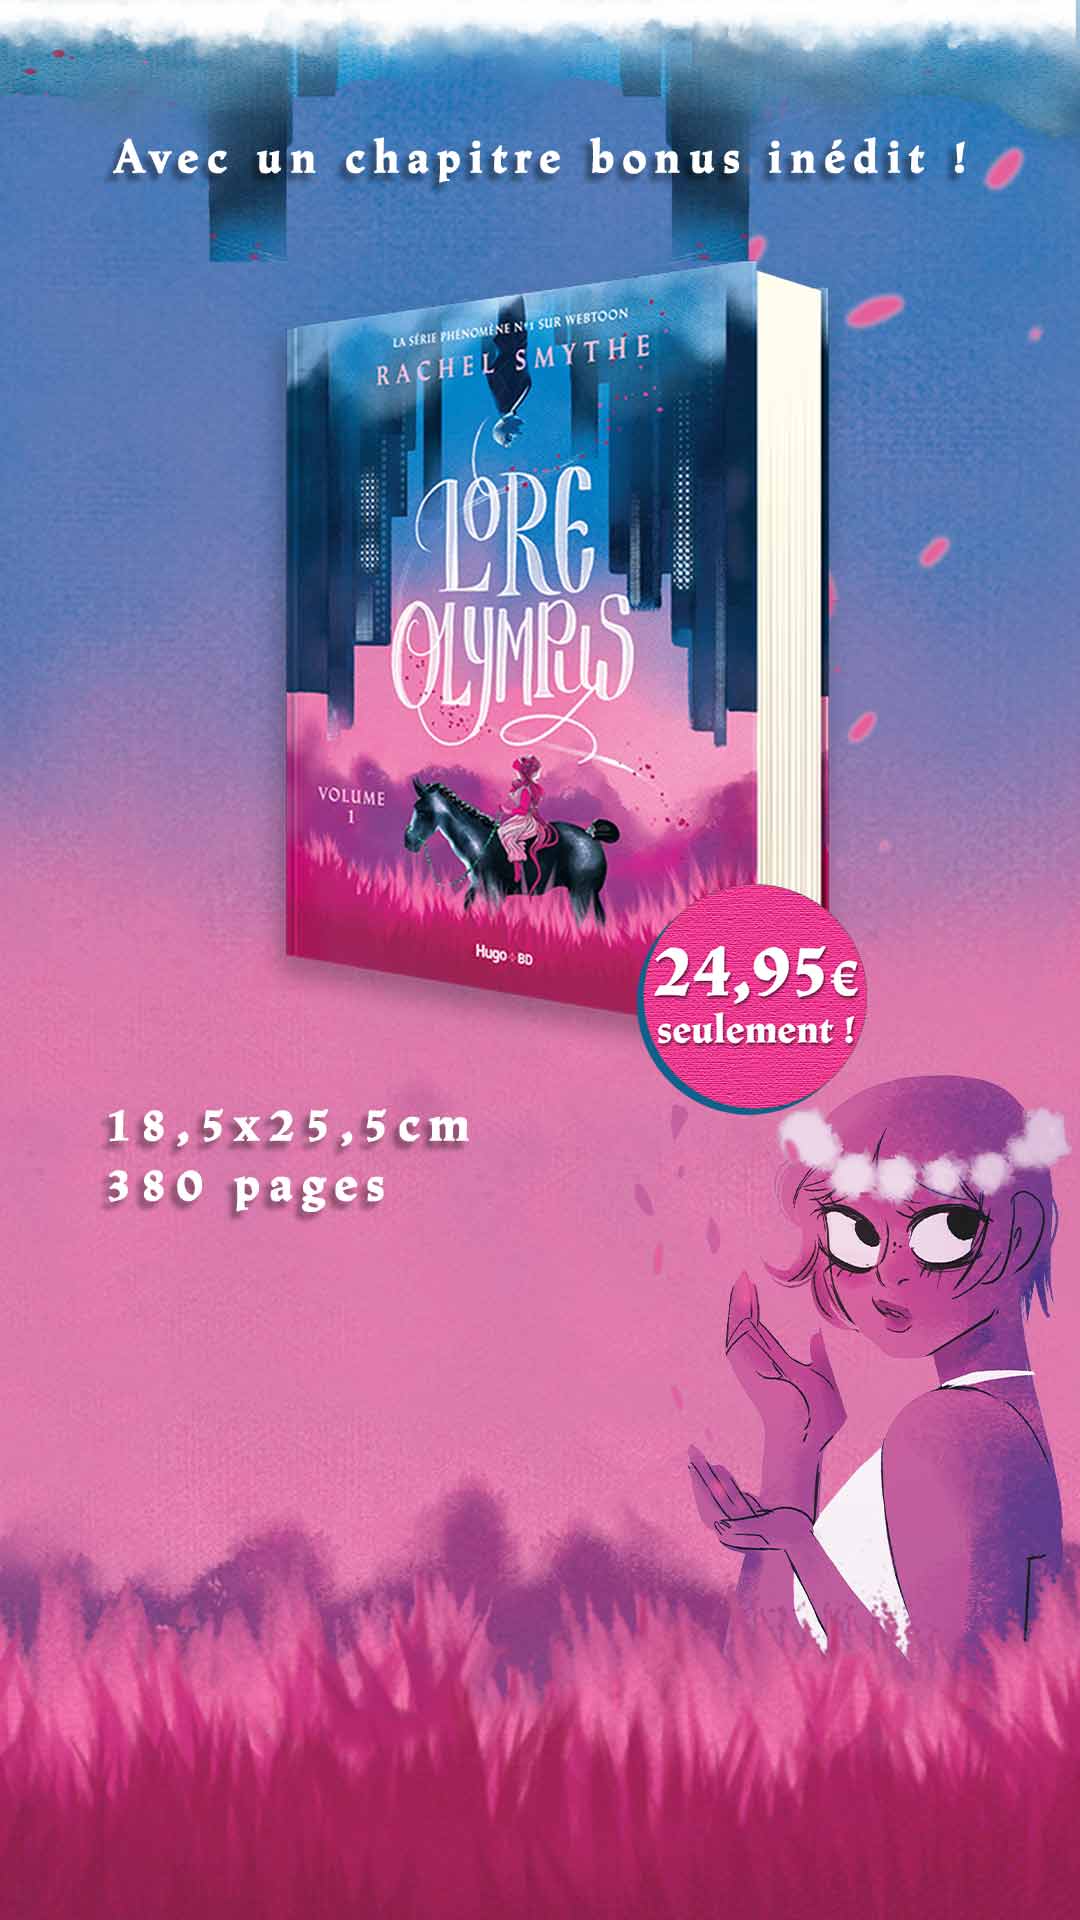 Avec un chapitre bonus inédit !
LA SÉRIE PHÉNOMÈNE N°1 SUR WEBTOON
RACHEL SMYTHE
LORE
OLYMPUS
VOLUME
1
Hugo BD
24,95€
seulement !
18,5x25,5cm
380 pages